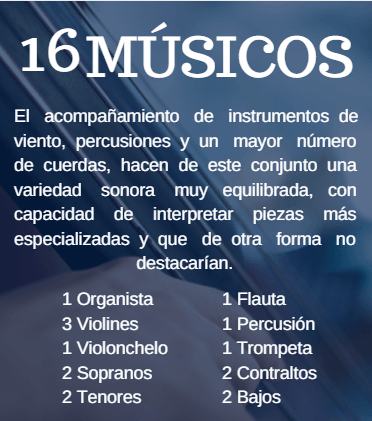 16 MÚSICOS
El acompañamiento de instrumentos de
viento, percusiones y un mayor número
de cuerdas, hacen de este conjunto una
variedad sonora muy equilibrada, con
capacidad de interpretar piezas más
especializadas y que de otra forma no
destacarían.
1 Organista
3 Violines
1 Violonchelo
2 Sopranos
2 Tenores
1 Flauta
1 Percusión
1 Trompeta
2 Contraltos
2 Bajos